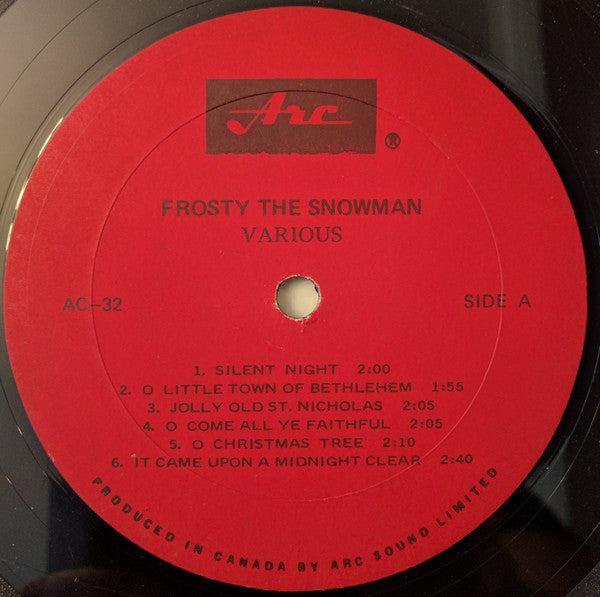 Arc ®
FROSTY THE SNOWMAN
VARIOUS
AC-32
SIDE A
1. SILENT NIGHT 2:00
2. O LITTLE TOWN OF BETHLEHEM 1:55
3. JOLLY OLD ST. NICHOLAS 2:05
4. O COME ALL YE FAITHFUL 2:05
5. O CHRISTMAS TREE 2:10
6. IT CAME UPON A MIDNIGHT CLEAR 2:40
PRODUCED IN CANADA BY ARC SOUND LIMITED